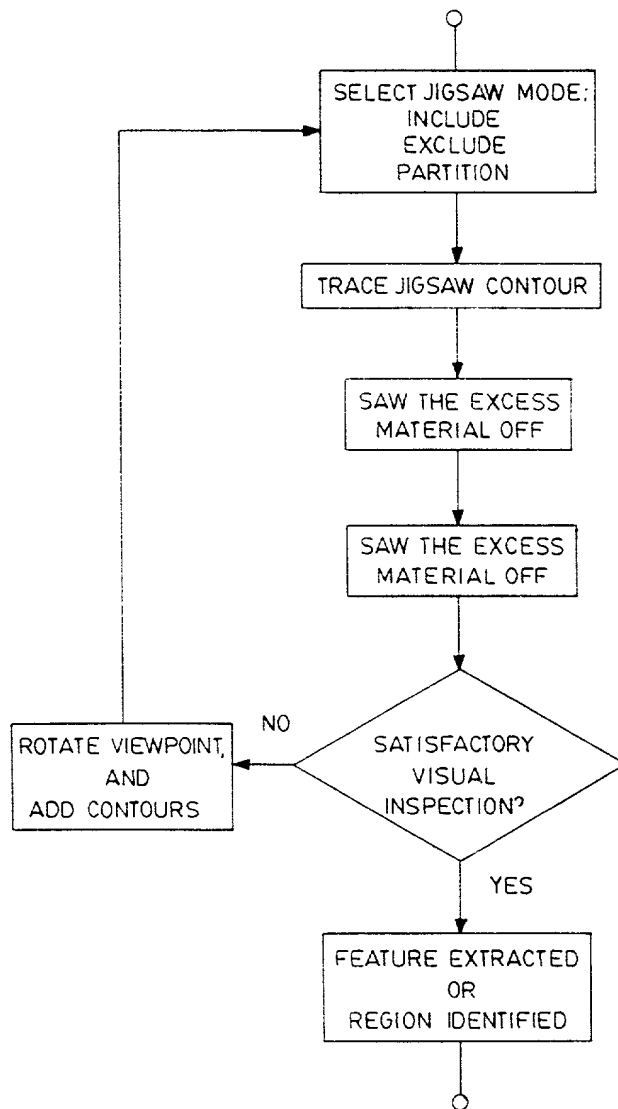 SELECT JIGSAW MODE:
INCLUDE
EXCLUDE
PARTITION
TRACE JIGSAW CONTOUR
SAW THE EXCESS
MATERIAL OFF
SAW THE EXCESS
MATERIAL OFF
NO
ROTATE VIEWPOINT,
AND
ADD CONTOURS
SATISFACTORY
VISUAL
INSPECTION?
YES
FEATURE EXTRACTED
OR
REGION IDENTIFIED